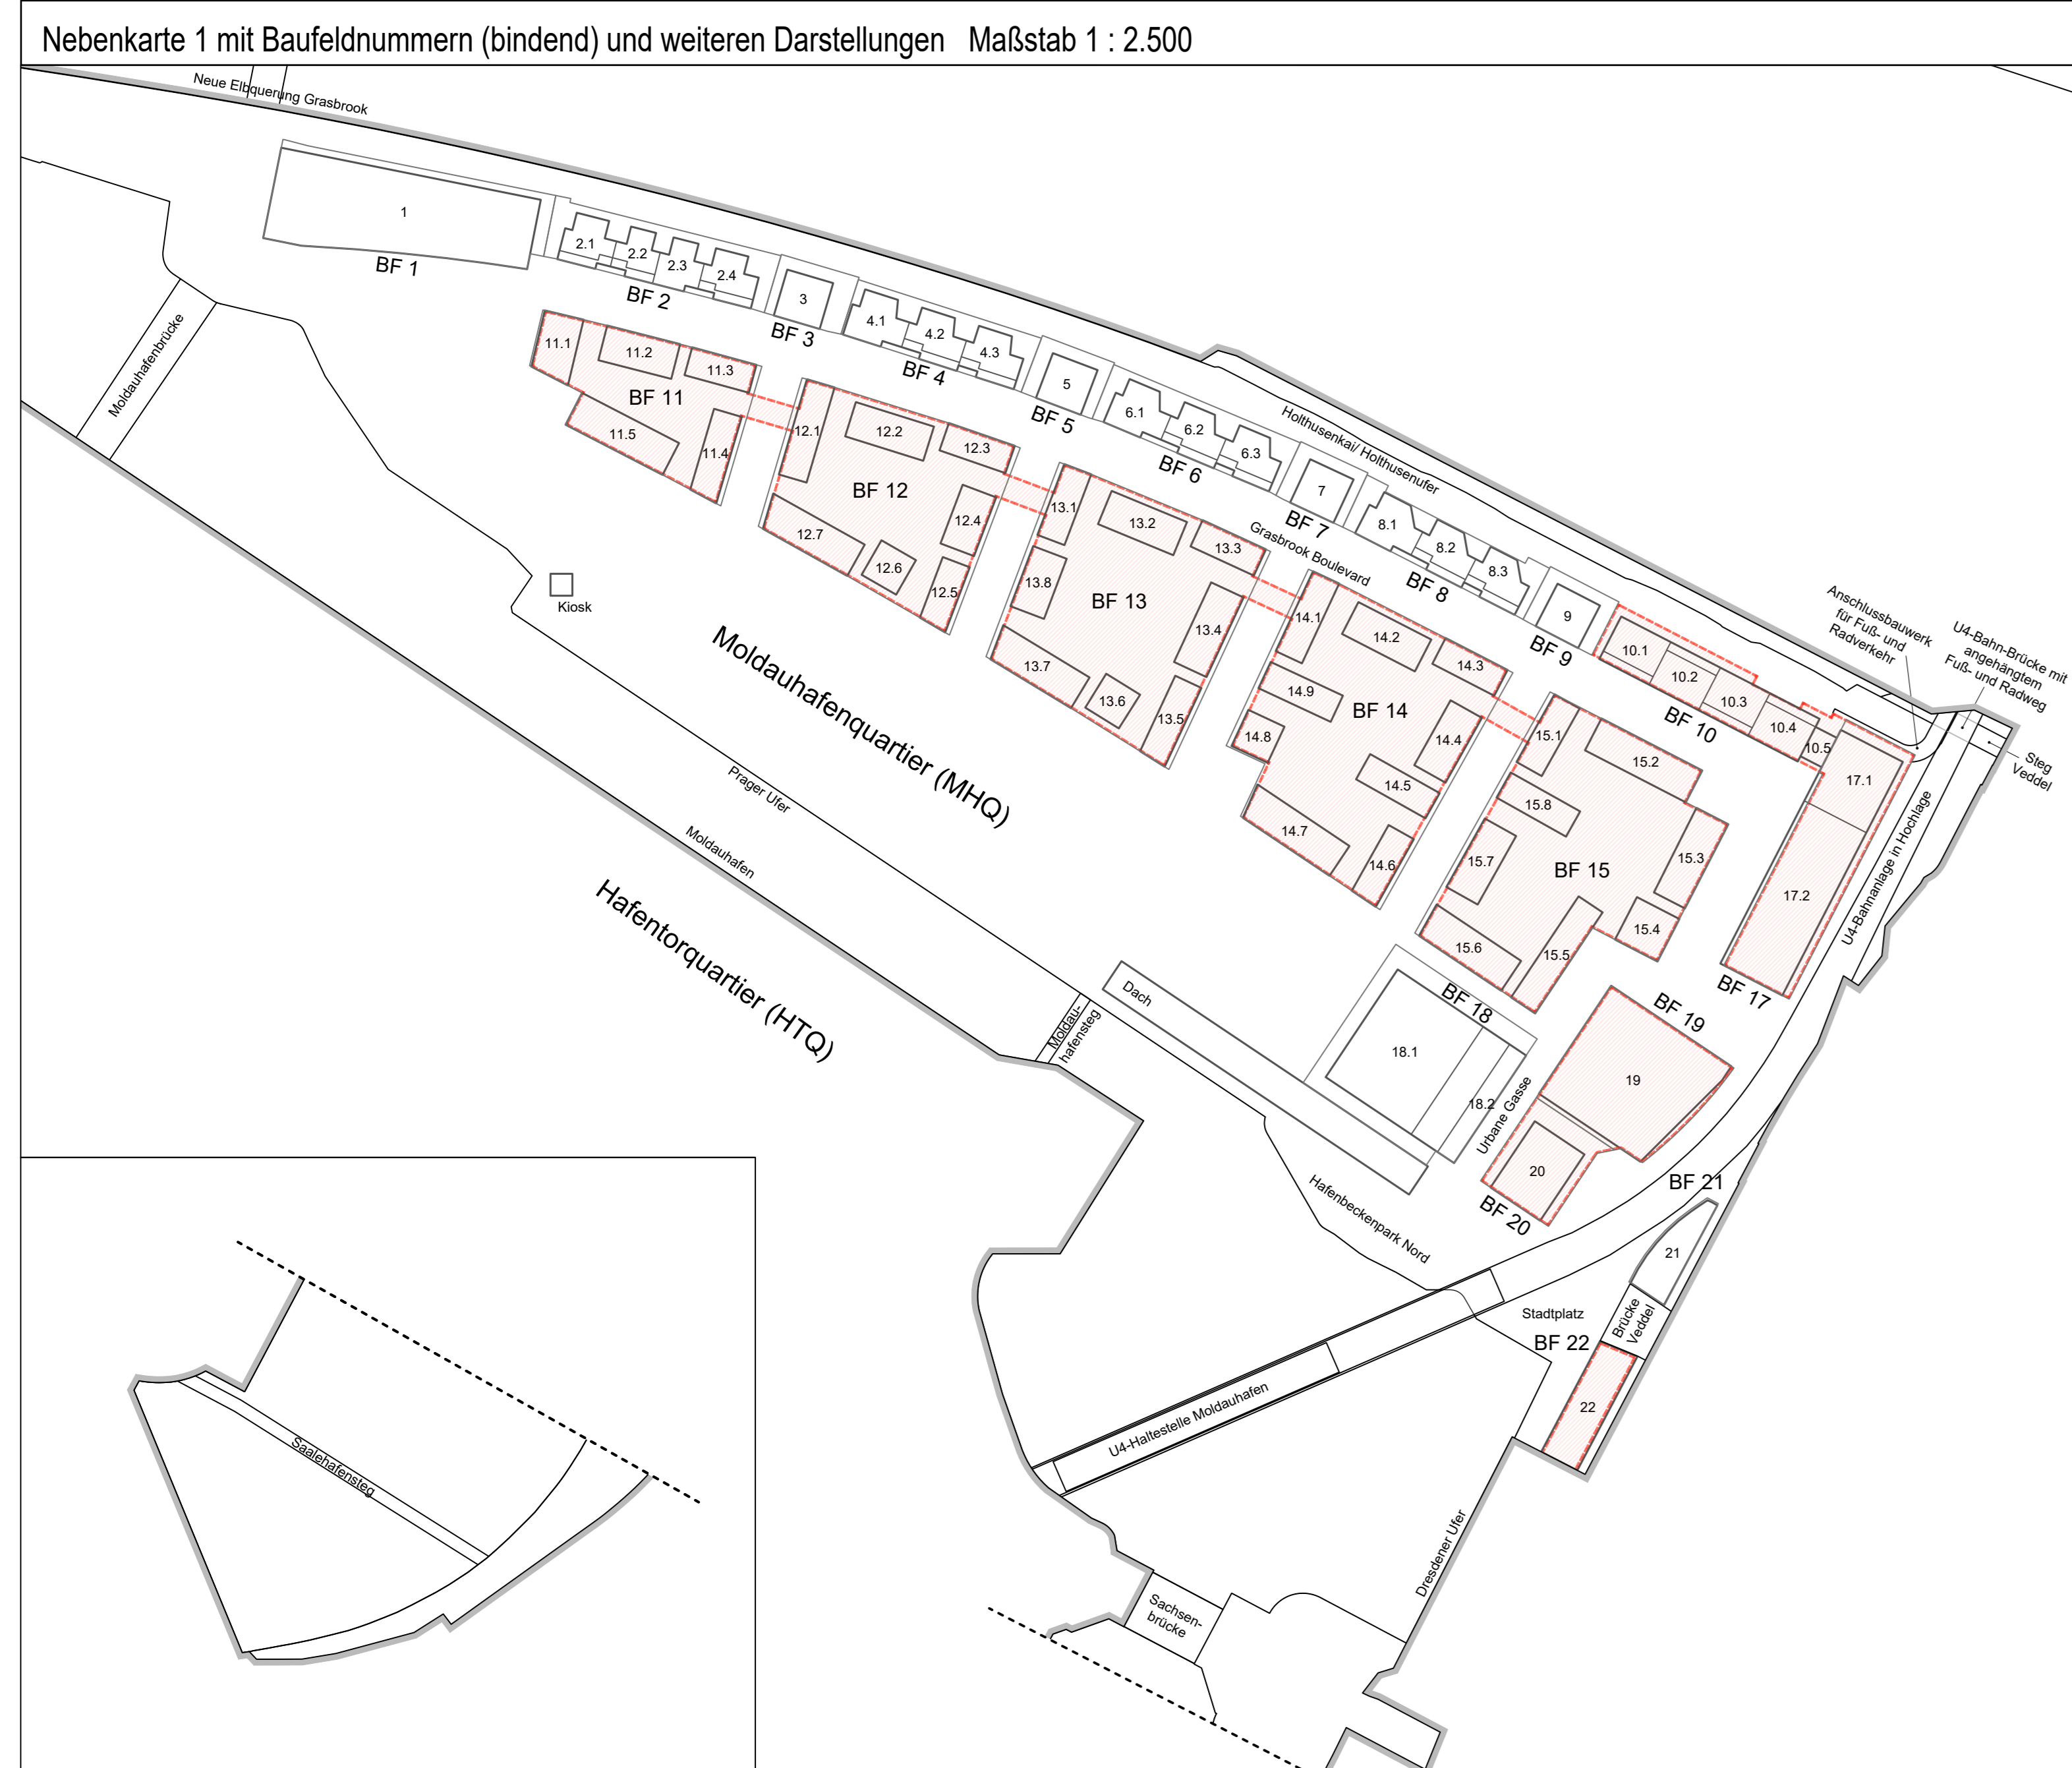 Nebenkarte 1 mit Baufeldnummern (bindend) und weiteren Darstellungen Maßstab 1 : 2.500
Neue Elbquerung Grasbrook
1
BF 1
2.1
2.2
2.3
2.4
BF 2
3
BF 3
4.1
4.2
4.3
BF 4
5
BF 5
6.1
6.2
6.3
BF 6
7
BF 7
8.1
8.2
8.3
BF 8
9
BF 9
10.1
10.2
10.3
10.4
10.5
BF 10
Holthusenkai/ Holthusenufer
Grasbrook Boulevard
Anschlussbauwerk
für Fuß- und
Radverkehr
U4-Bahn-Brücke mit
angehängtem
Fuß- und Radweg
Steg
Veddel
Moldauhafenbrücke
11.1
11.2
11.3
BF 11
11.4
11.5
12.1
12.2
12.3
BF 12
12.4
12.5
12.6
12.7
13.1
13.2
13.3
13.8
BF 13
13.4
13.7
13.6
13.5
14.1
14.2
14.3
14.9
BF 14
14.8
14.4
14.5
14.7
14.6
15.1
15.2
15.8
15.3
15.7
BF 15
15.4
15.6
15.5
17.1
17.2
BF 17
U4-Bahnanlage in Hochlage
Kiosk
Moldauhafenquartier (MHQ)
Prager Ufer
Moldauhafen
Hafentorquartier (HTQ)
Moldau-
hafensteg
Dach
BF 18
18.1
18.2
Urbane Gasse
BF 19
19
20
BF 20
Hafenbeckenpark Nord
BF 21
21
Brücke
Veddel
Stadtplatz
BF 22
22
U4-Haltestelle Moldauhafen
Dresdener Ufer
Sachsen-
brücke
Saalehafensteg